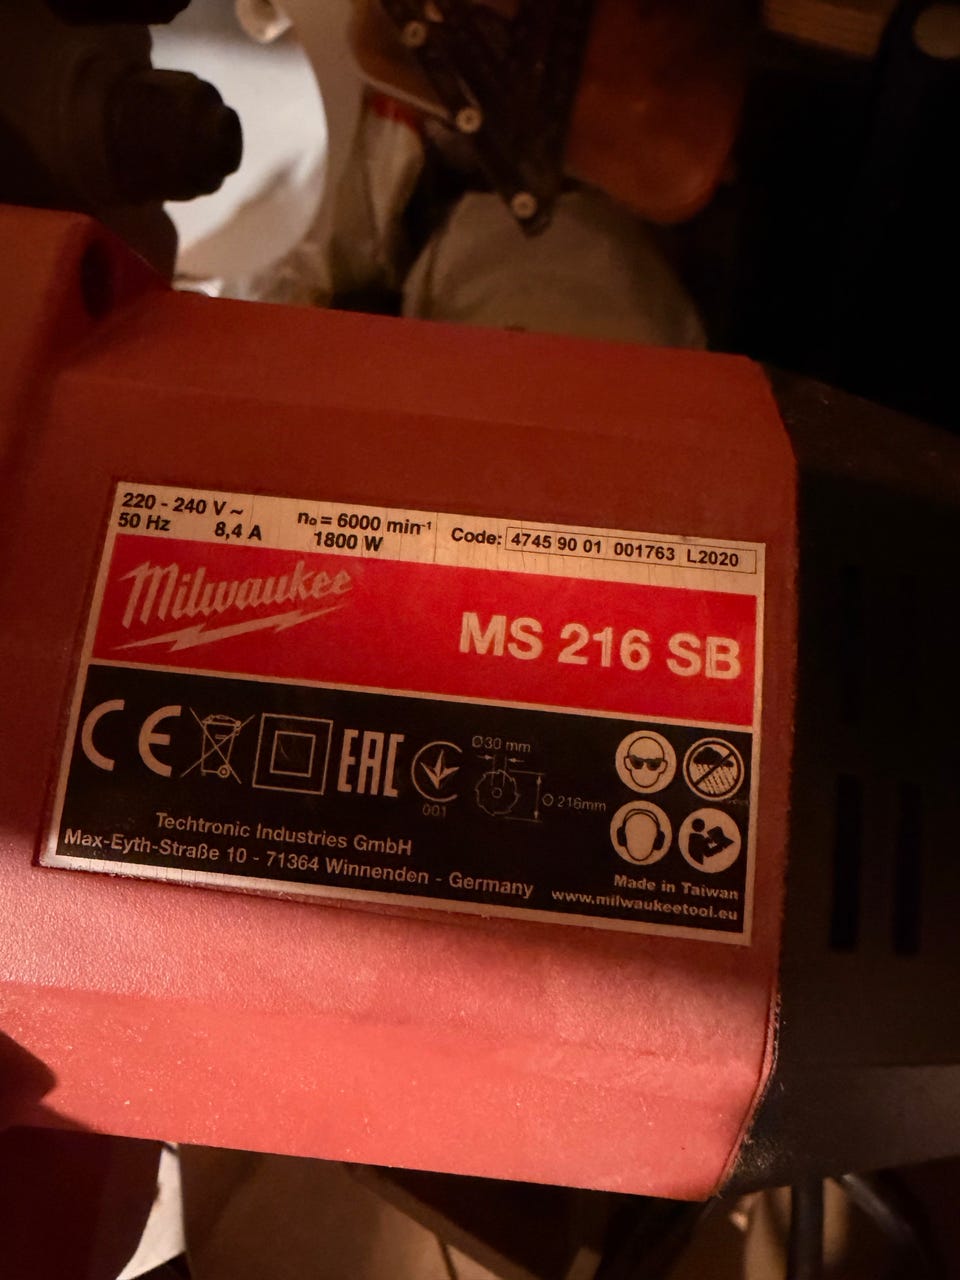 220 - 240 V ~
50 Hz 8,4 A
n₀ = 6000 min⁻¹
1800 W
Code: 4745 90 01 001763 L2020
Milwaukee
MS 216 SB
CE
EAC
001
Ø30 mm
Ø 216mm
Techtronic Industries GmbH
Max-Eyth-Straße 10 - 71364 Winnenden - Germany
Made in Taiwan
www.milwaukeetool.eu